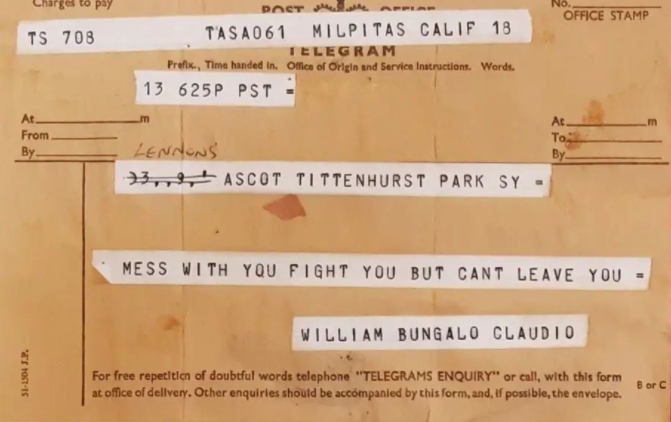 Charges to pay
POST OFFICE
No.
OFFICE STAMP
TS 708 TASA061 MILPITAS CALIF 18
TELEGRAM
Prefix., Time handed in. Office of Origin and Service Instructions. Words.
13 625P PST =
At m
From
By
At m
To
By
LENNONS
ASCOT TITTENHURST PARK SY =
MESS WITH YOU FIGHT YOU BUT CANT LEAVE YOU =
WILLIAM BUNGALO CLAUDIO
For free repetition of doubtful words telephone "TELEGRAMS ENQUIRY" or call, with this form
at office of delivery. Other enquiries should be accompanied by this form, and, if possible, the envelope.
B or C
51-1504 J.P.